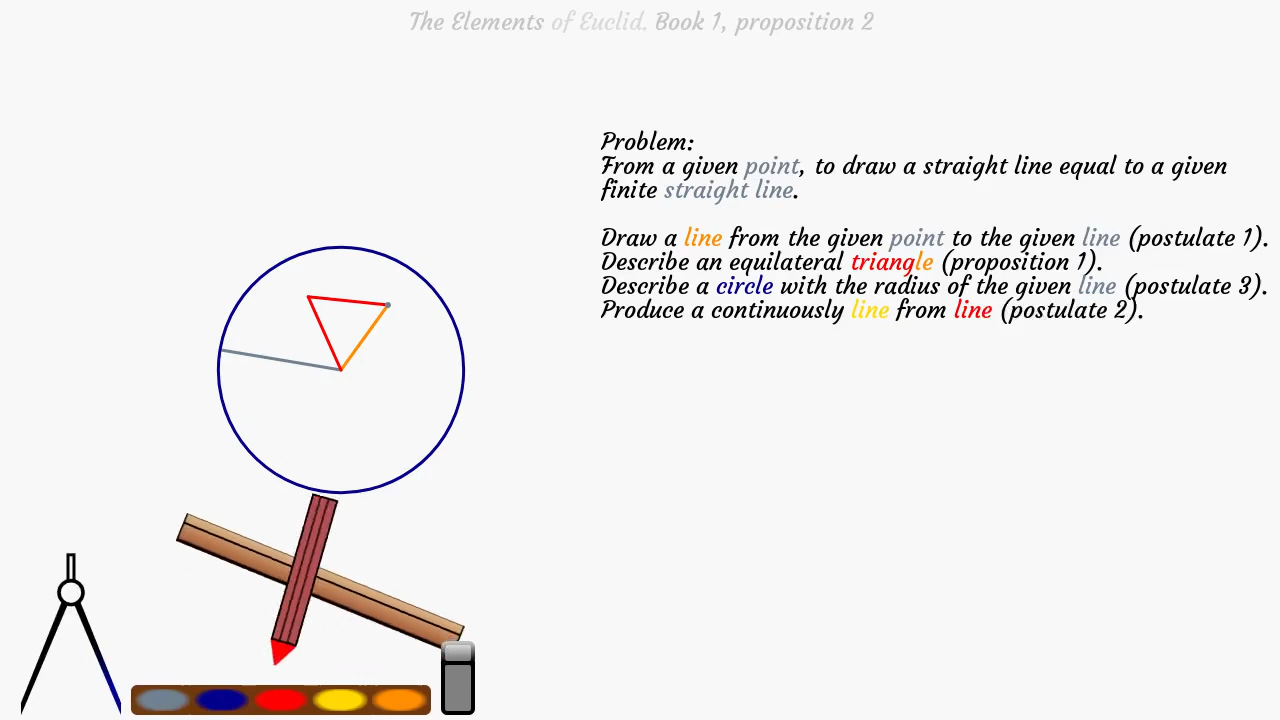 The Elements of Euclid. Book 1, proposition 2
Problem:
From a given point, to draw a straight line equal to a given
finite straight line.
Draw a line from the given point to the given line (postulate 1).
Describe an equilateral triangle (proposition 1).
Describe a circle with the radius of the given line (postulate 3).
Produce a continuously line from line (postulate 2).